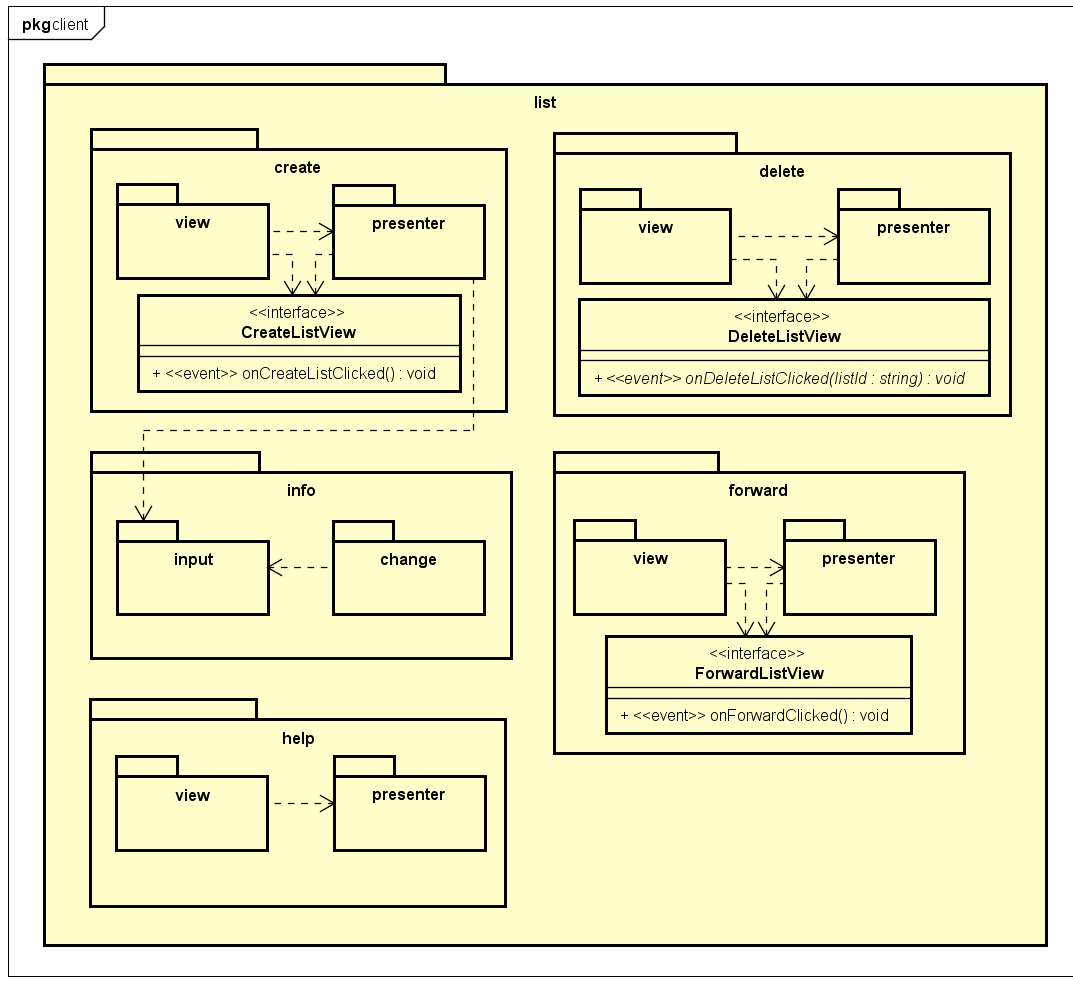 pkg client
list
create
view
presenter
<<interface>>
CreateListView
+ <<event>> onCreateListClicked() : void
delete
view
presenter
<<interface>>
DeleteListView
+ <<event>> onDeleteListClicked(listId : string) : void
info
input
change
forward
view
presenter
<<interface>>
ForwardListView
+ <<event>> onForwardClicked() : void
help
view
presenter